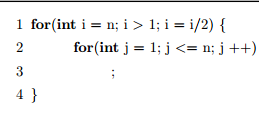 1 for(int i = n; i > 1; i = i/2) {
2 for(int j = 1; j <= n; j ++)
3 ;
4 }